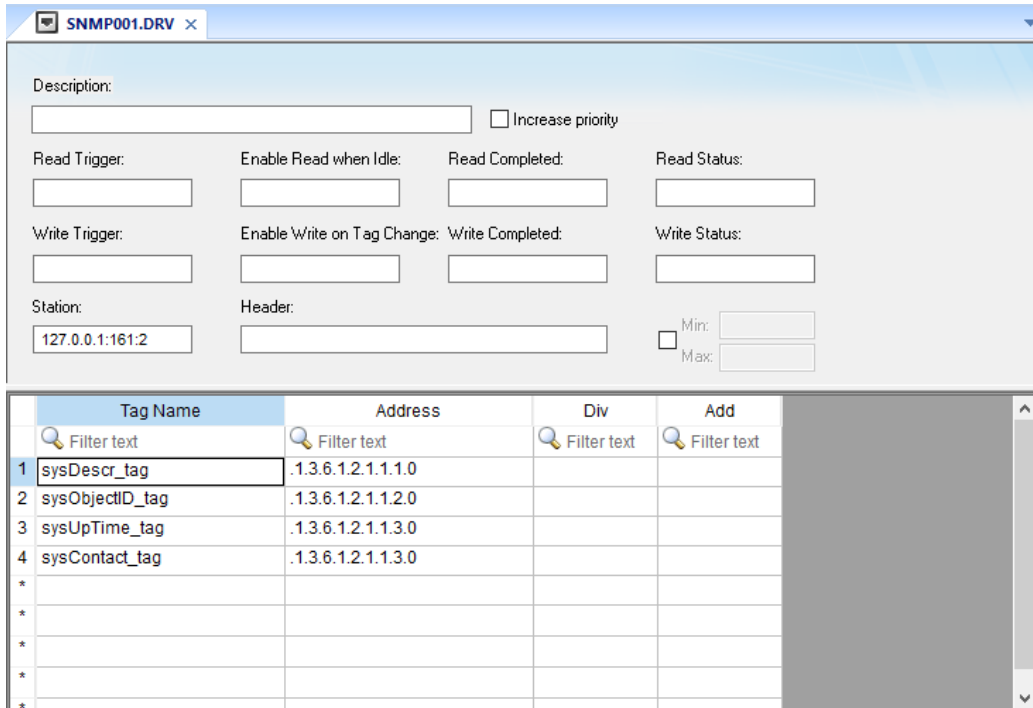 SNMP001.DRV ×
Description:
Increase priority
Read Trigger: Enable Read when Idle: Read Completed: Read Status:
Write Trigger: Enable Write on Tag Change: Write Completed: Write Status:
Station: Header:
127.0.0.1:161:2
Min:
Max:
Tag Name Address Div Add
Filter text Filter text Filter text Filter text
1 sysDescr_tag .1.3.6.1.2.1.1.1.0
2 sysObjectID_tag .1.3.6.1.2.1.1.2.0
3 sysUpTime_tag .1.3.6.1.2.1.1.3.0
4 sysContact_tag .1.3.6.1.2.1.1.3.0
*
*
*
*
*